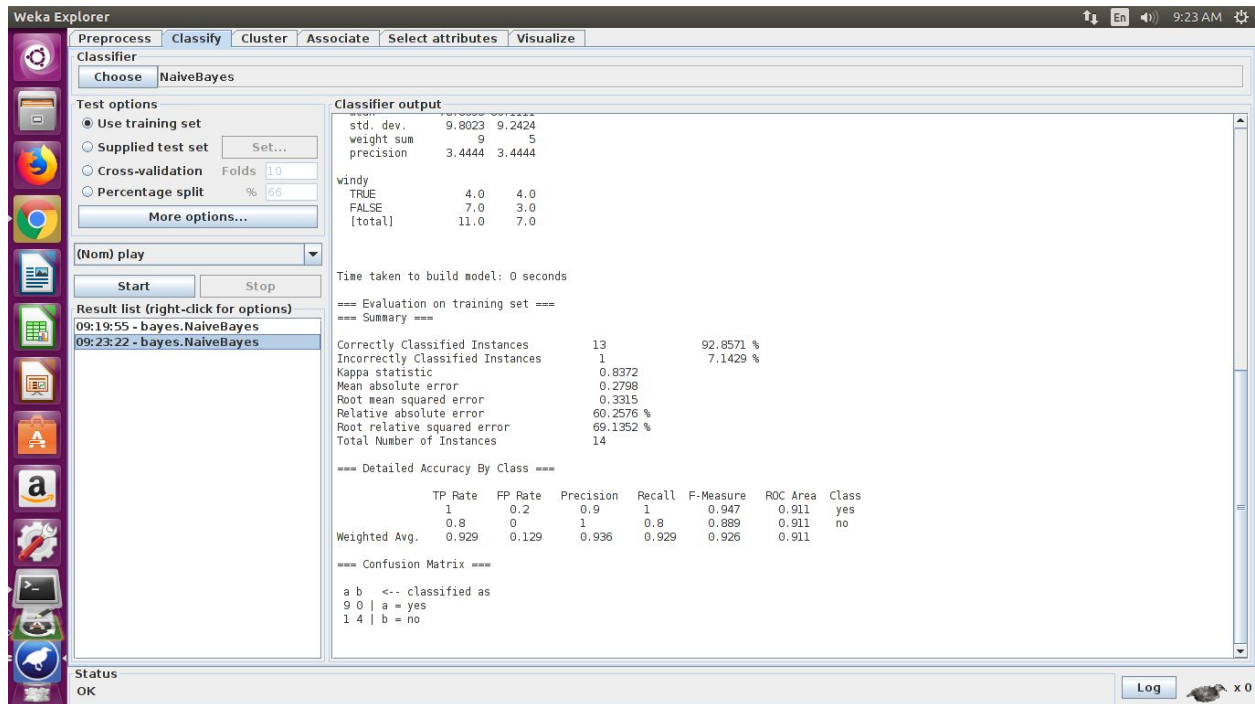 Weka Explorer
En 9:23 AM
Preprocess Classify Cluster Associate Select attributes Visualize
Classifier
Choose NaiveBayes
Test options
Use training set
Supplied test set Set...
Cross-validation Folds 10
Percentage split % 66
More options...
(Nom) play
Start Stop
Result list (right-click for options)
09:19:55 - bayes.NaiveBayes
09:23:22 - bayes.NaiveBayes
Classifier output
std. dev. 9.8023 9.2424
weight sum 9 5
precision 3.4444 3.4444
windy
TRUE 4.0 4.0
FALSE 7.0 3.0
[total] 11.0 7.0
Time taken to build model: 0 seconds
=== Evaluation on training set ===
=== Summary ===
Correctly Classified Instances 13 92.8571 %
Incorrectly Classified Instances 1 7.1429 %
Kappa statistic 0.8372
Mean absolute error 0.2798
Root mean squared error 0.3315
Relative absolute error 60.2576 %
Root relative squared error 69.1352 %
Total Number of Instances 14
=== Detailed Accuracy By Class ===
TP Rate FP Rate Precision Recall F-Measure ROC Area Class
1 0.2 0.9 1 0.947 0.911 yes
0.8 0 1 0.8 0.889 0.911 no
Weighted Avg. 0.929 0.129 0.936 0.929 0.926 0.911
=== Confusion Matrix ===
a b <-- classified as
9 0 | a = yes
1 4 | b = no
Status
OK
Log x 0